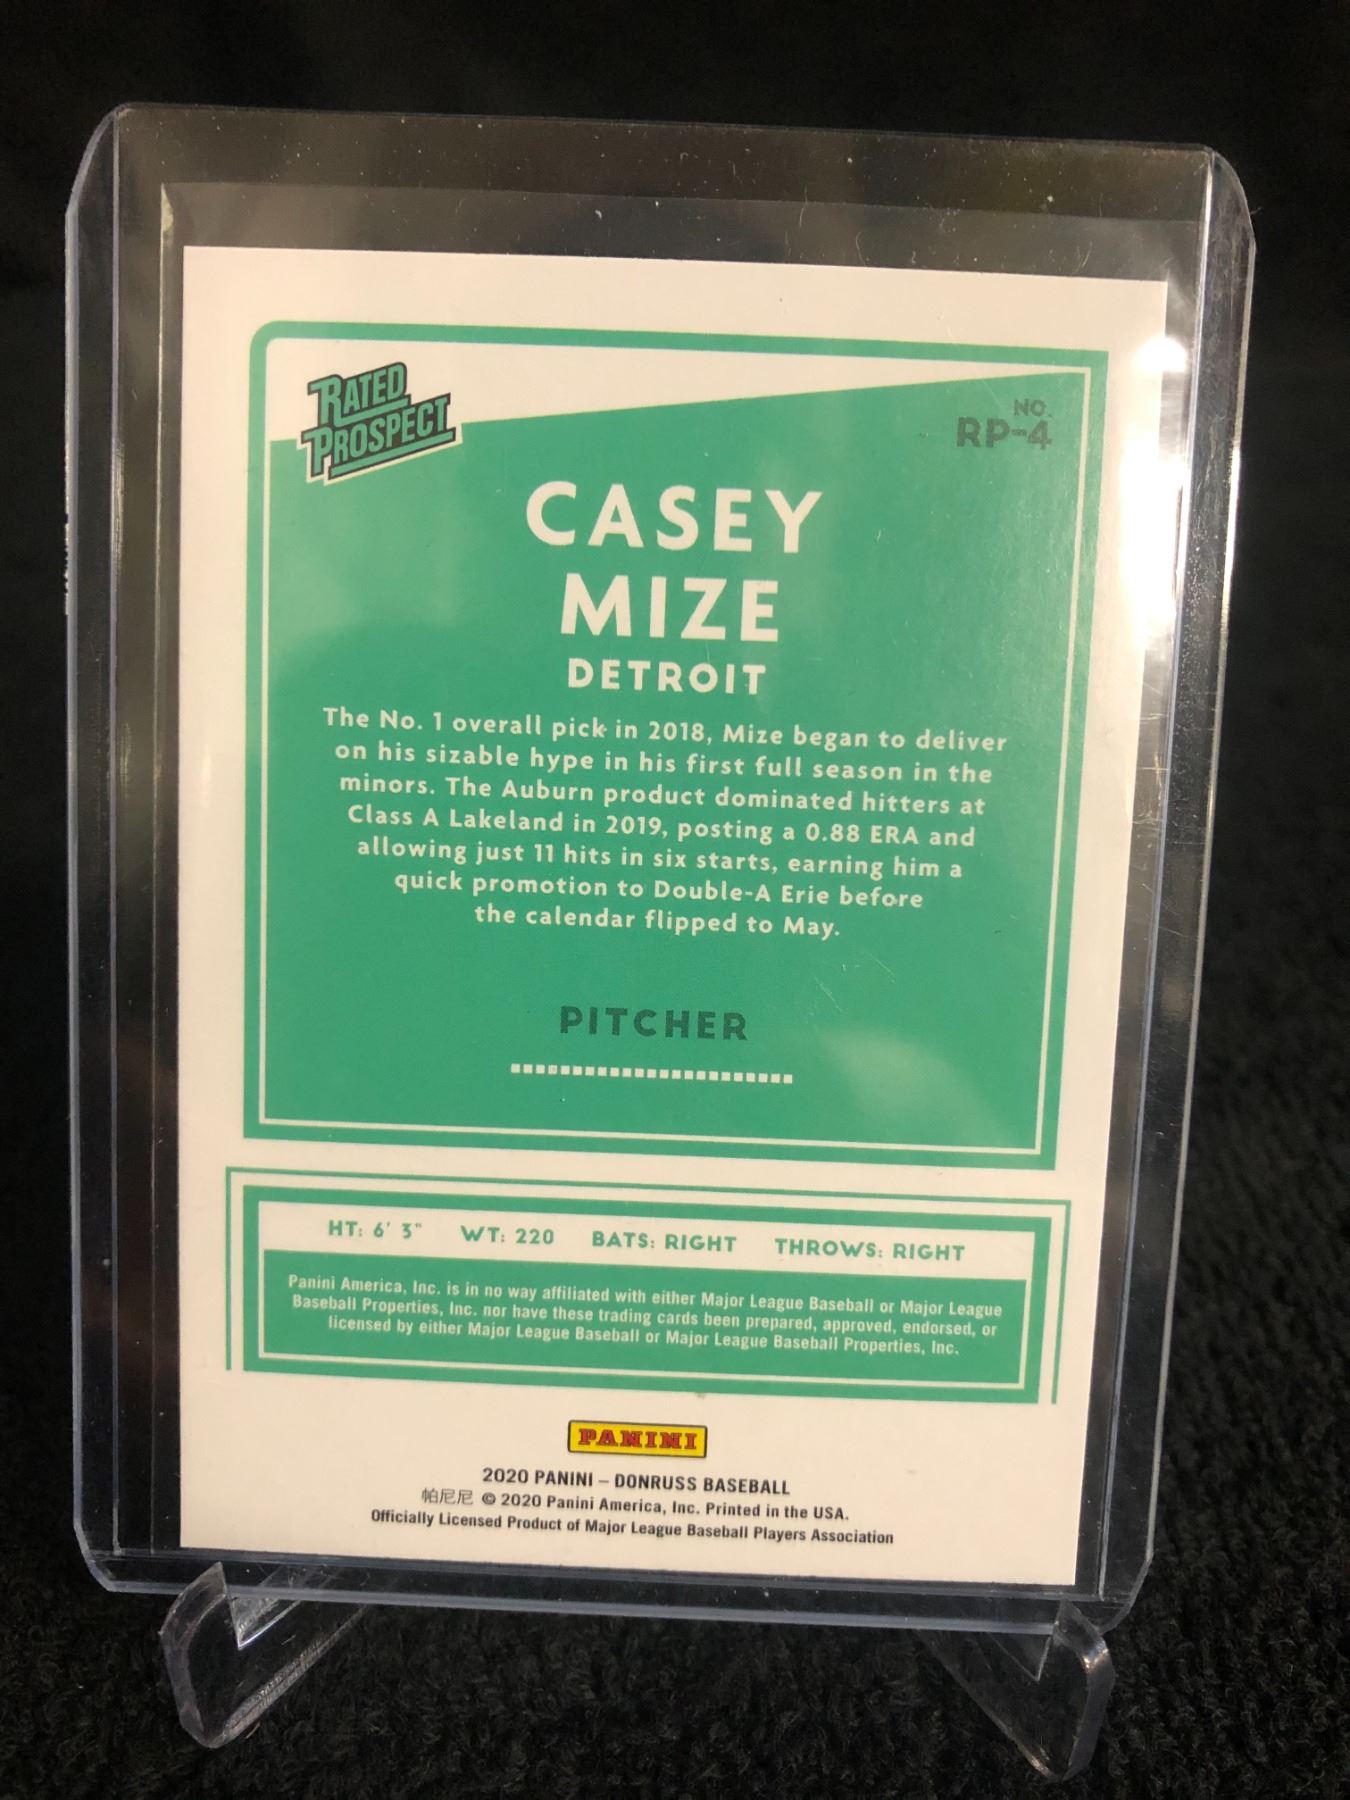 RATED
PROSPECT
NO.
RP-4
CASEY
MIZE
DETROIT
The No. 1 overall pick in 2018, Mize began to deliver
on his sizable hype in his first full season in the
minors. The Auburn product dominated hitters at
Class A Lakeland in 2019, posting a 0.88 ERA and
allowing just 11 hits in six starts, earning him a
quick promotion to Double-A Erie before
the calendar flipped to May.
PITCHER
HT: 6' 3" WT: 220 BATS: RIGHT THROWS: RIGHT
Panini America, Inc. is in no way affiliated with either Major League Baseball or Major League
Baseball Properties, Inc. nor have these trading cards been prepared, approved, endorsed, or
licensed by either Major League Baseball or Major League Baseball Properties, Inc.
PANINI
2020 PANINI – DONRUSS BASEBALL
帕尼尼 © 2020 Panini America, Inc. Printed in the USA.
Officially Licensed Product of Major League Baseball Players Association